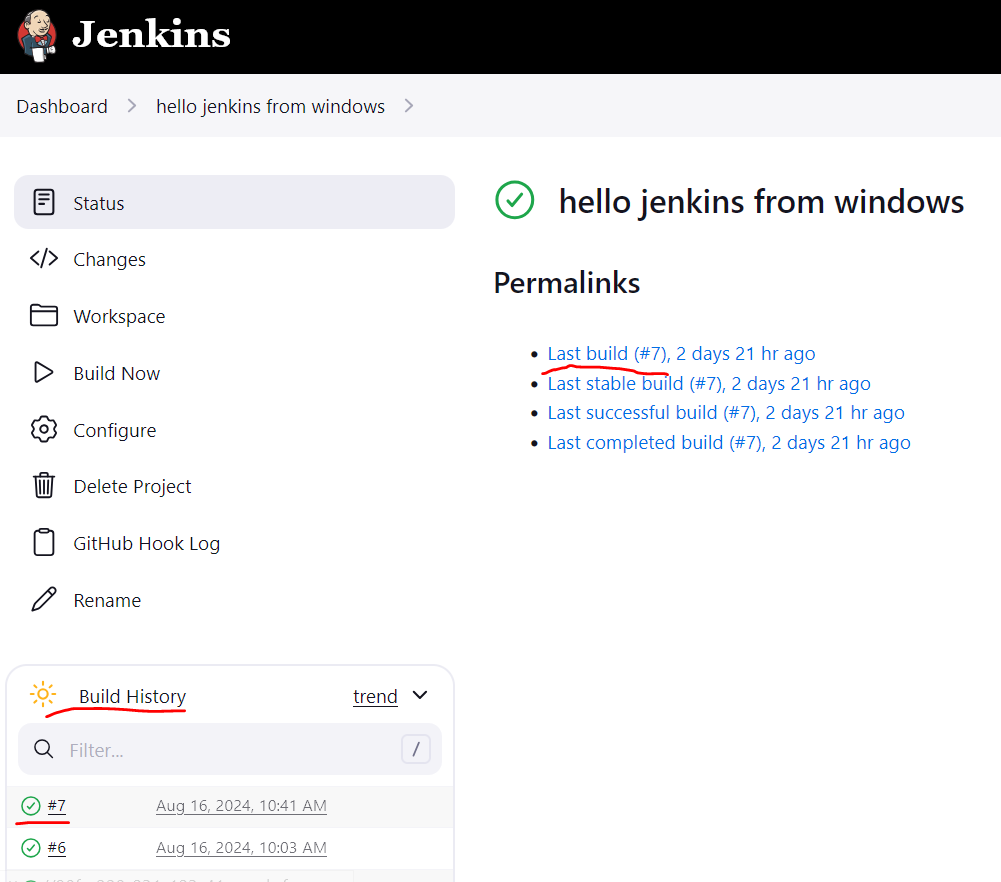 Jenkins
Dashboard > hello jenkins from windows >
Status
Changes
Workspace
Build Now
Configure
Delete Project
GitHub Hook Log
Rename
hello jenkins from windows
Permalinks
• Last build (#7), 2 days 21 hr ago
• Last stable build (#7), 2 days 21 hr ago
• Last successful build (#7), 2 days 21 hr ago
• Last completed build (#7), 2 days 21 hr ago
Build History trend
Filter... /
#7 Aug 16, 2024, 10:41 AM
#6 Aug 16, 2024, 10:03 AM